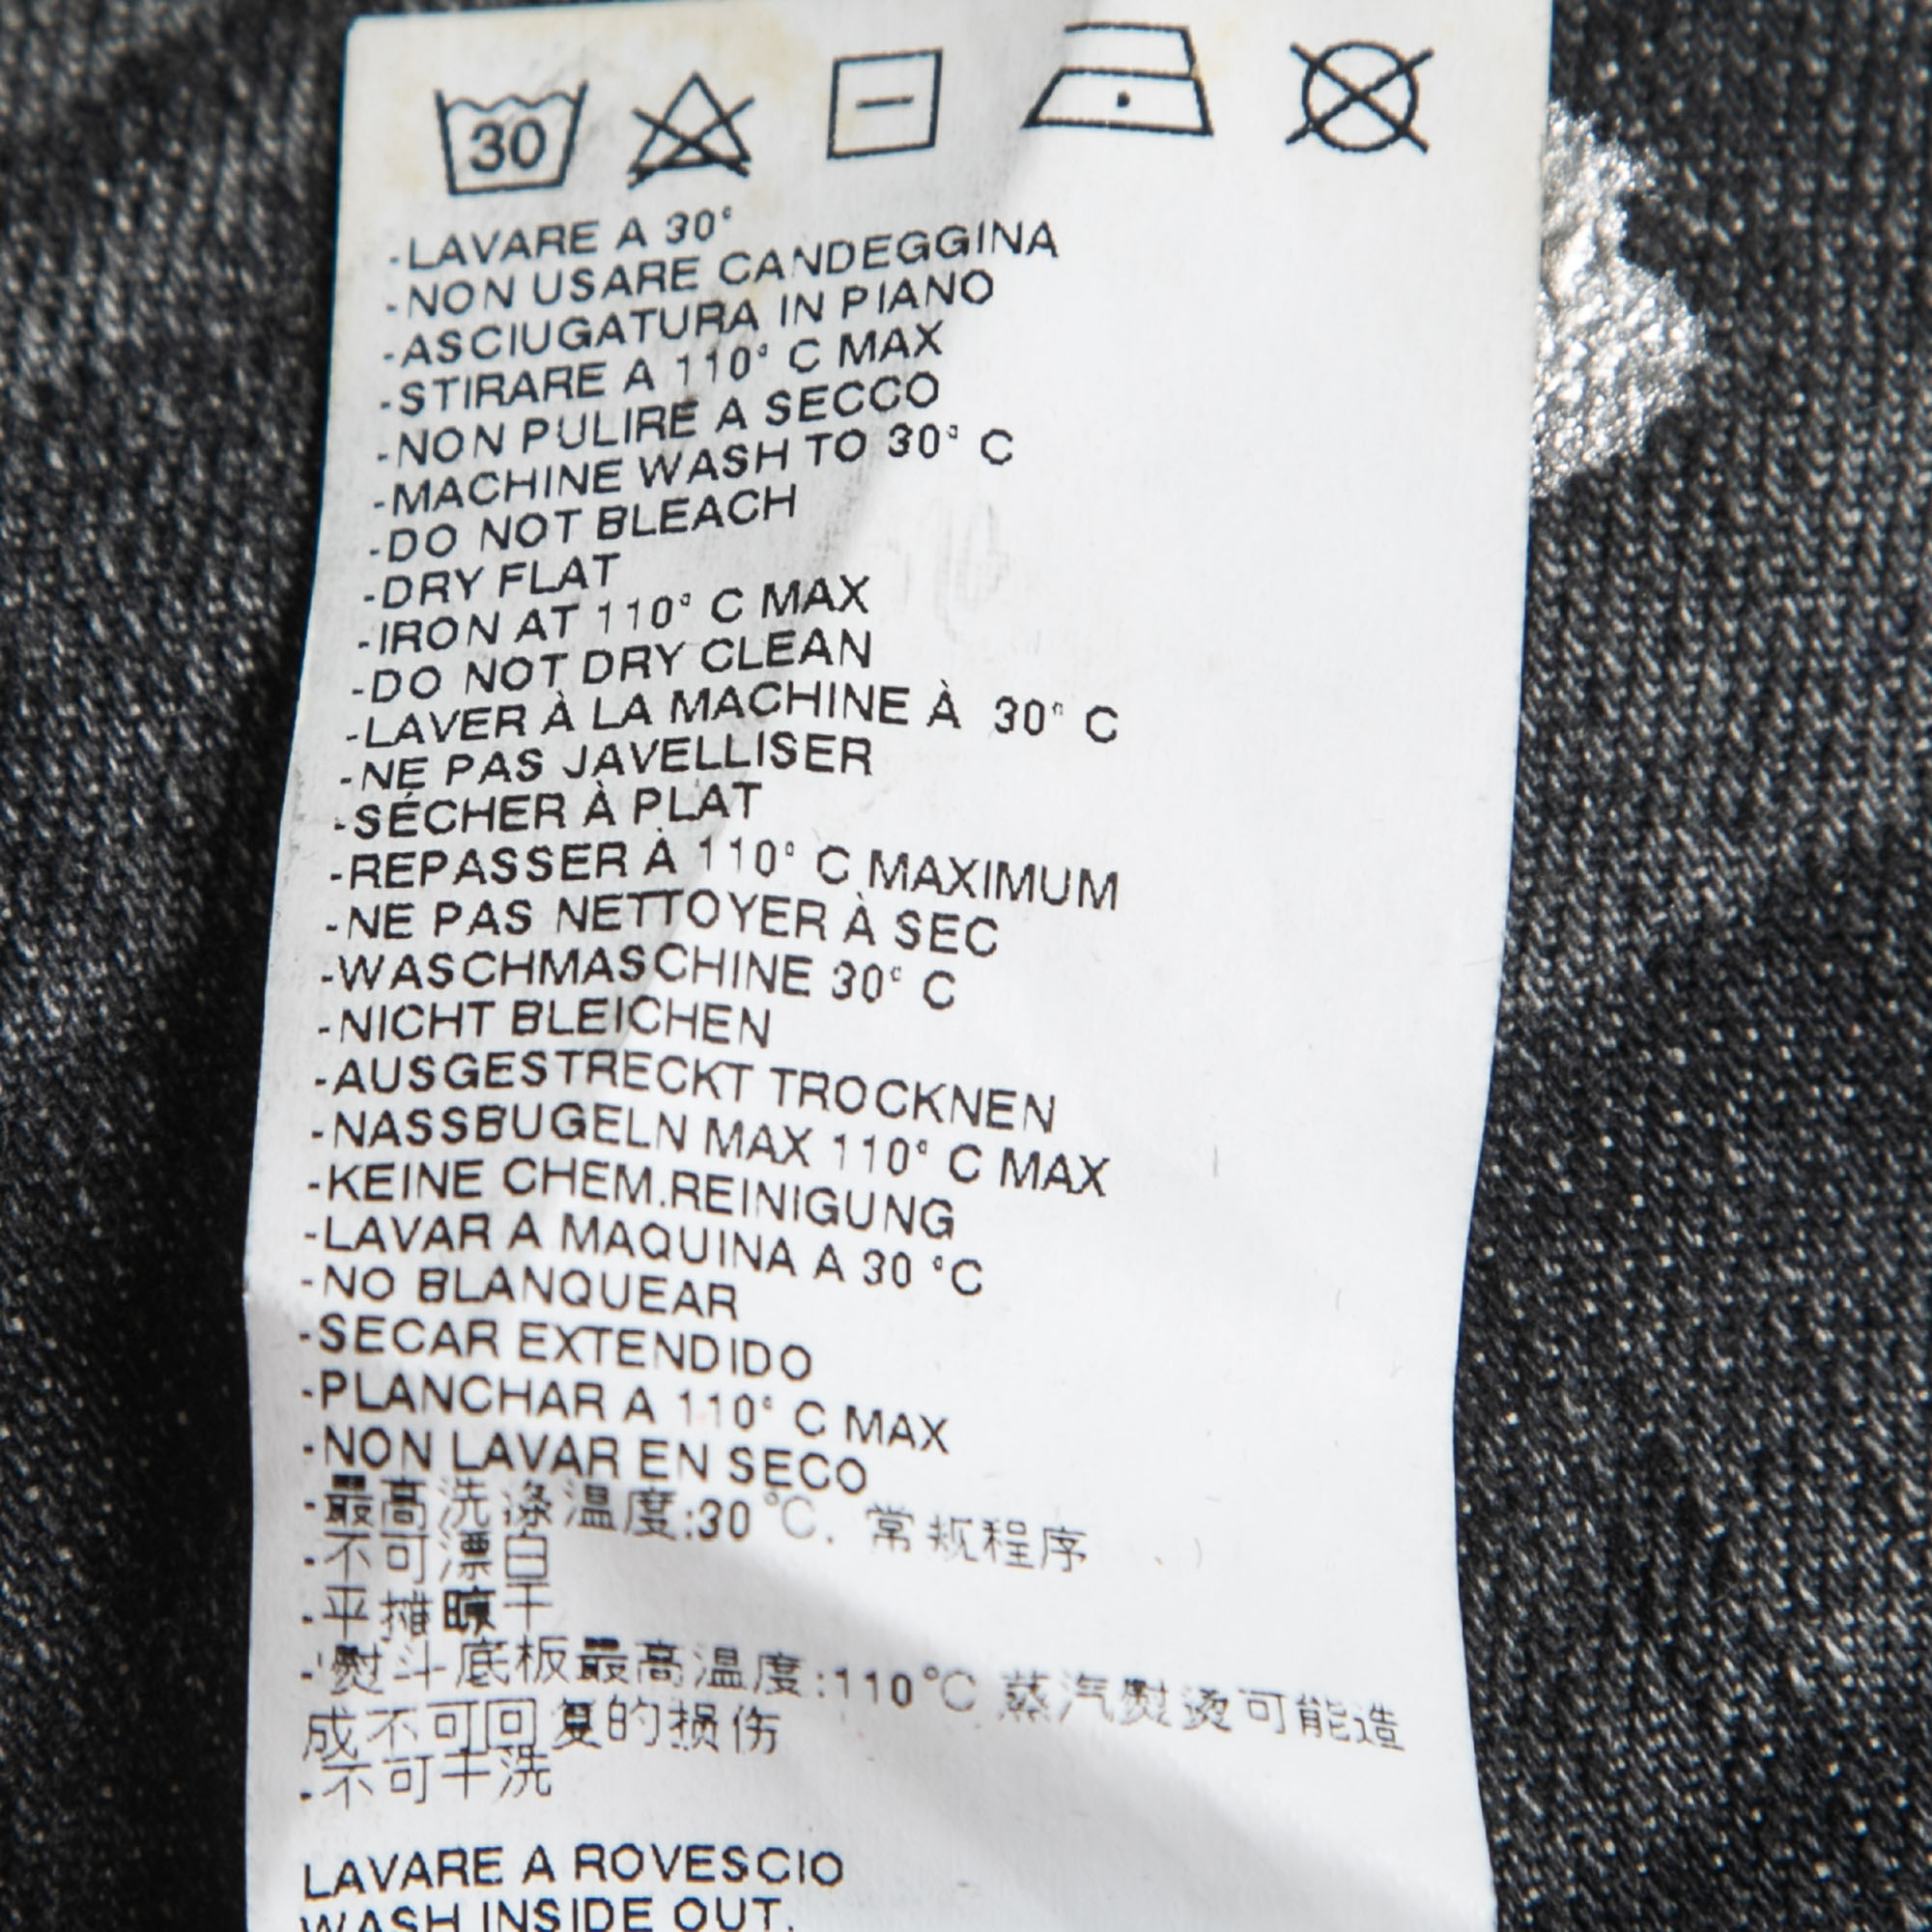 30
-LAVARE A 30°
-NON USARE CANDEGGINA
-ASCIUGATURA IN PIANO
-STIRARE A 110° C MAX
-NON PULIRE A SECCO
-MACHINE WASH TO 30° C
-DO NOT BLEACH
-DRY FLAT
-IRON AT 110° C MAX
-DO NOT DRY CLEAN
-LAVER À LA MACHINE À 30° C
-NE PAS JAVELLISER
-SÉCHER À PLAT
-REPASSER À 110° C MAXIMUM
-NE PAS NETTOYER À SEC
-WASCHMASCHINE 30° C
-NICHT BLEICHEN
-AUSGESTRECKT TROCKNEN
-NASSBUGELN MAX 110° C MAX
-KEINE CHEM.REINIGUNG
-LAVAR A MAQUINA A 30 °C
-NO BLANQUEAR
-SECAR EXTENDIDO
-PLANCHAR A 110° C MAX
-NON LAVAR EN SECO
-最高洗涤温度:30℃. 常规程序
-不可漂白
-平摊晾干
-熨斗底板最高温度:110℃ 蒸汽熨烫可能造
成不可回复的损伤
-不可干洗
LAVARE A ROVESCIO
WASH INSIDE OUT.